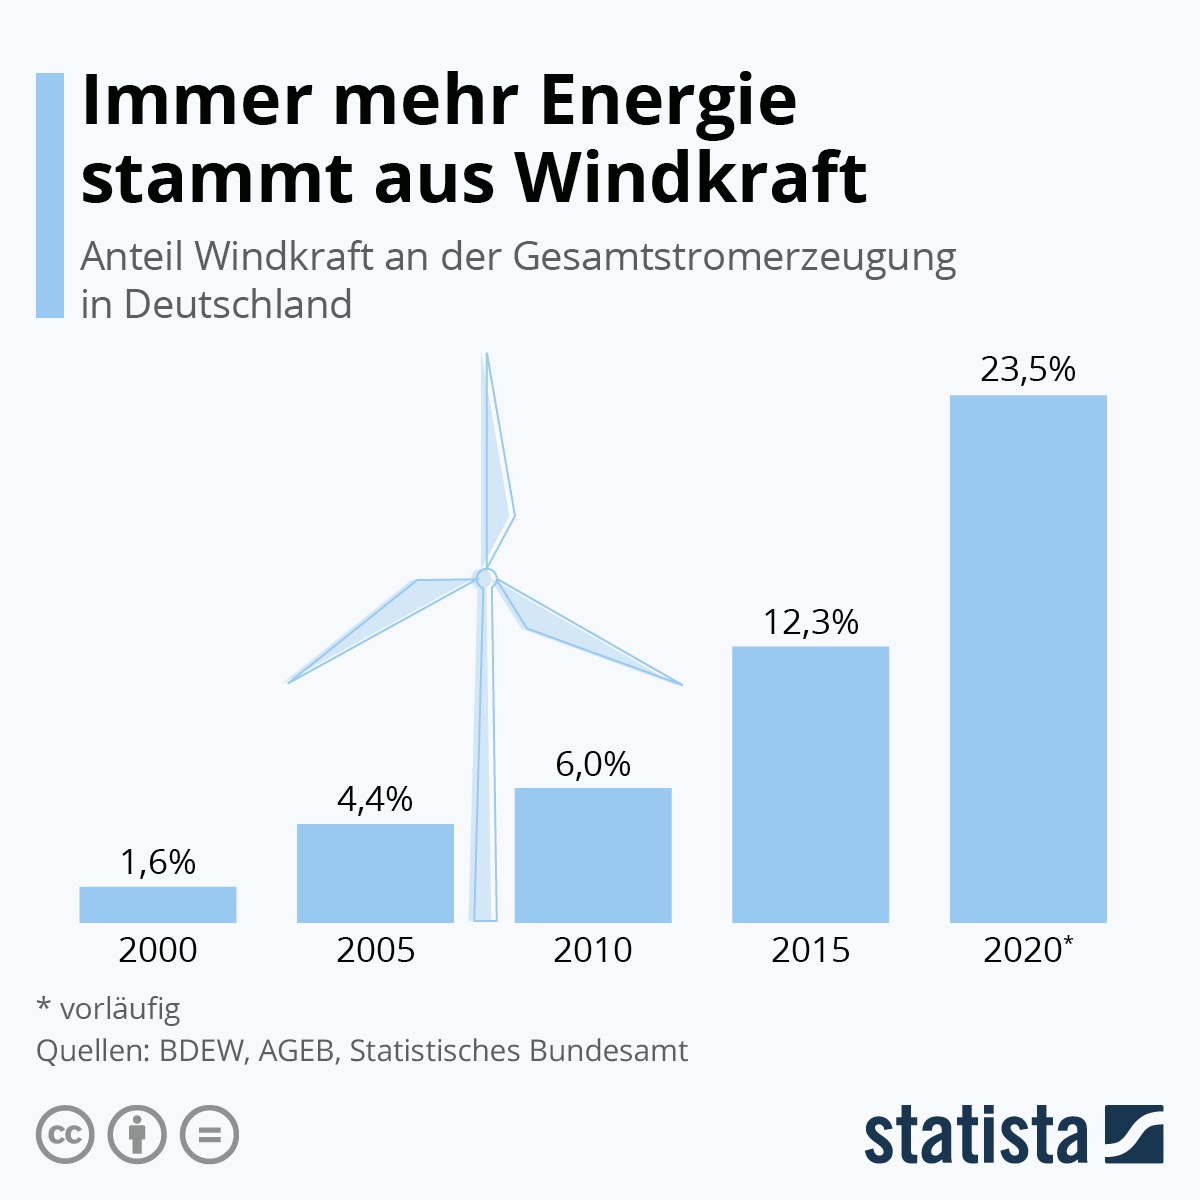 Immer mehr Energie
stammt aus Windkraft
Anteil Windkraft an der Gesamtstromerzeugung
in Deutschland
1,6%
4,4%
6,0%
12,3%
23,5%
2000
2005
2010
2015
2020*
* vorläufig
Quellen: BDEW, AGEB, Statistisches Bundesamt
cc
statista